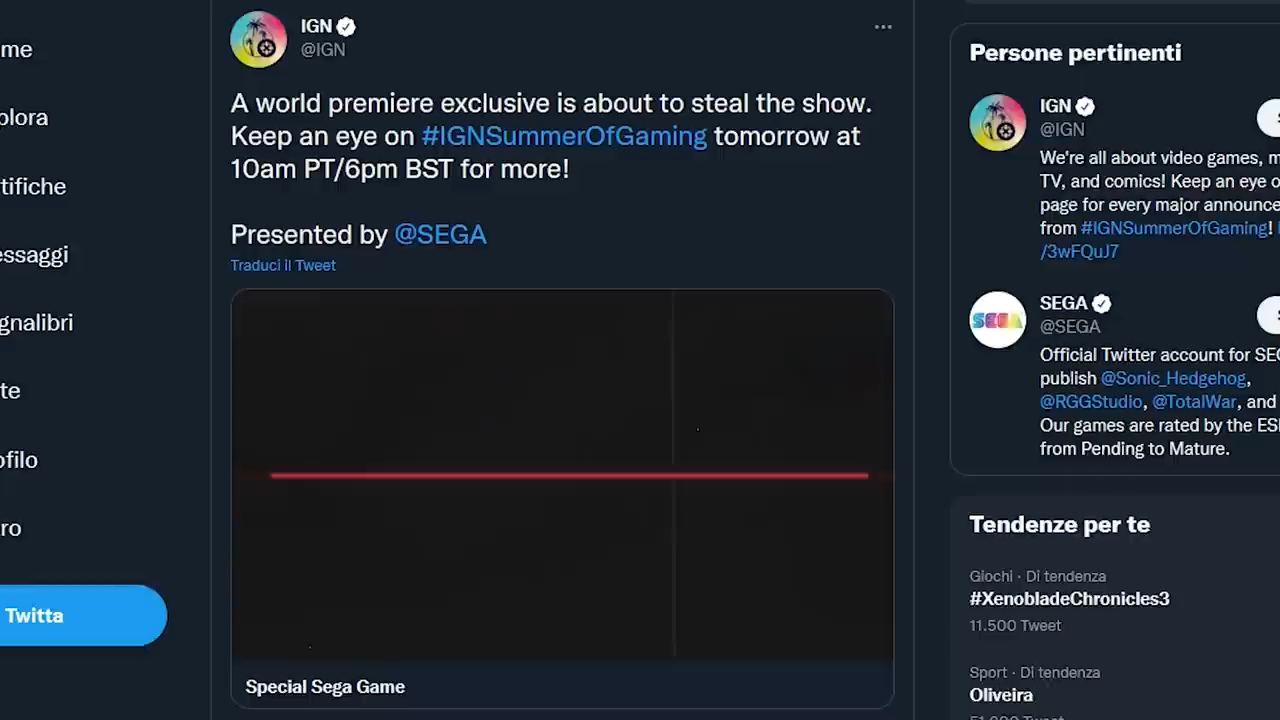 me
plora
tifiche
essaggi
gnalibri
te
ofilo
ro
Twitta
IGN
@IGN
A world premiere exclusive is about to steal the show.
Keep an eye on #IGNSummerOfGaming tomorrow at
10am PT/6pm BST for more!
Presented by @SEGA
Traduci il Tweet
Special Sega Game
Persone pertinenti
IGN
@IGN
We're all about video games, m
TV, and comics! Keep an eye o
page for every major announce
from #IGNSummerOfGaming!
/3wFQuJ7
SEGA
SEGA
@SEGA
Official Twitter account for SEG
publish @Sonic_Hedgehog,
@RGGStudio, @TotalWar, and
Our games are rated by the ES
from Pending to Mature.
Tendenze per te
Giochi · Di tendenza
#XenobladeChronicles3
11.500 Tweet
Sport · Di tendenza
Oliveira
Tweet